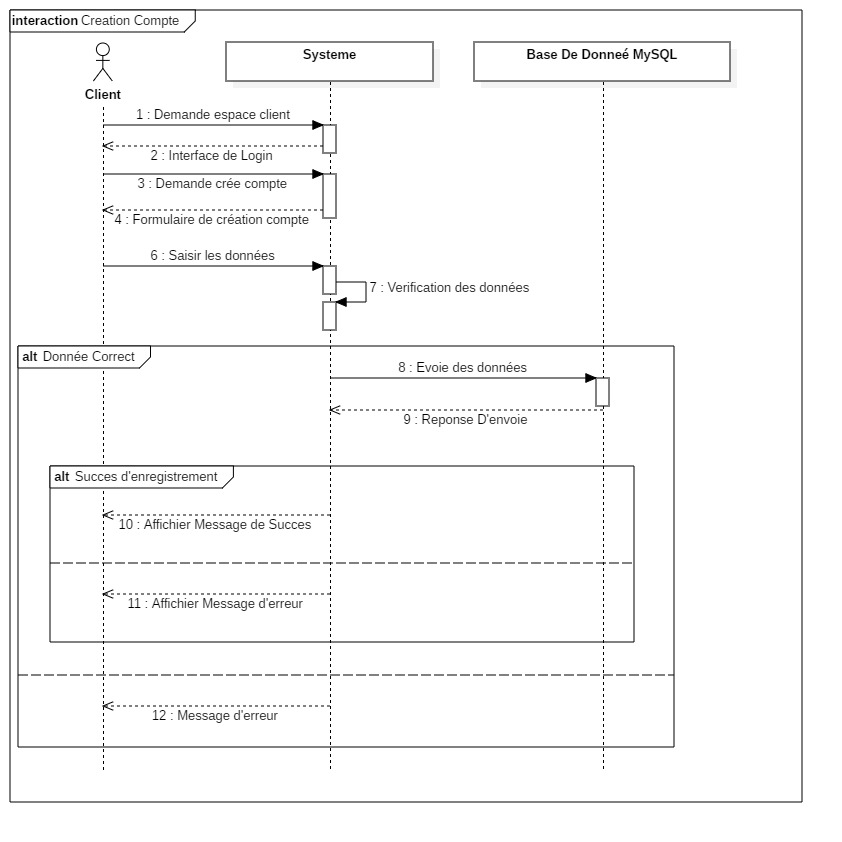 interaction Creation Compte
Systeme
Base De Donneé MySQL
Client
1 : Demande espace client
2 : Interface de Login
3 : Demande crée compte
4 : Formulaire de création compte
6 : Saisir les données
7 : Verification des données
alt Donnée Correct
8 : Evoie des données
9 : Reponse D'envoie
alt Succes d'enregistrement
10 : Affichier Message de Succes
11 : Affichier Message d'erreur
12 : Message d'erreur